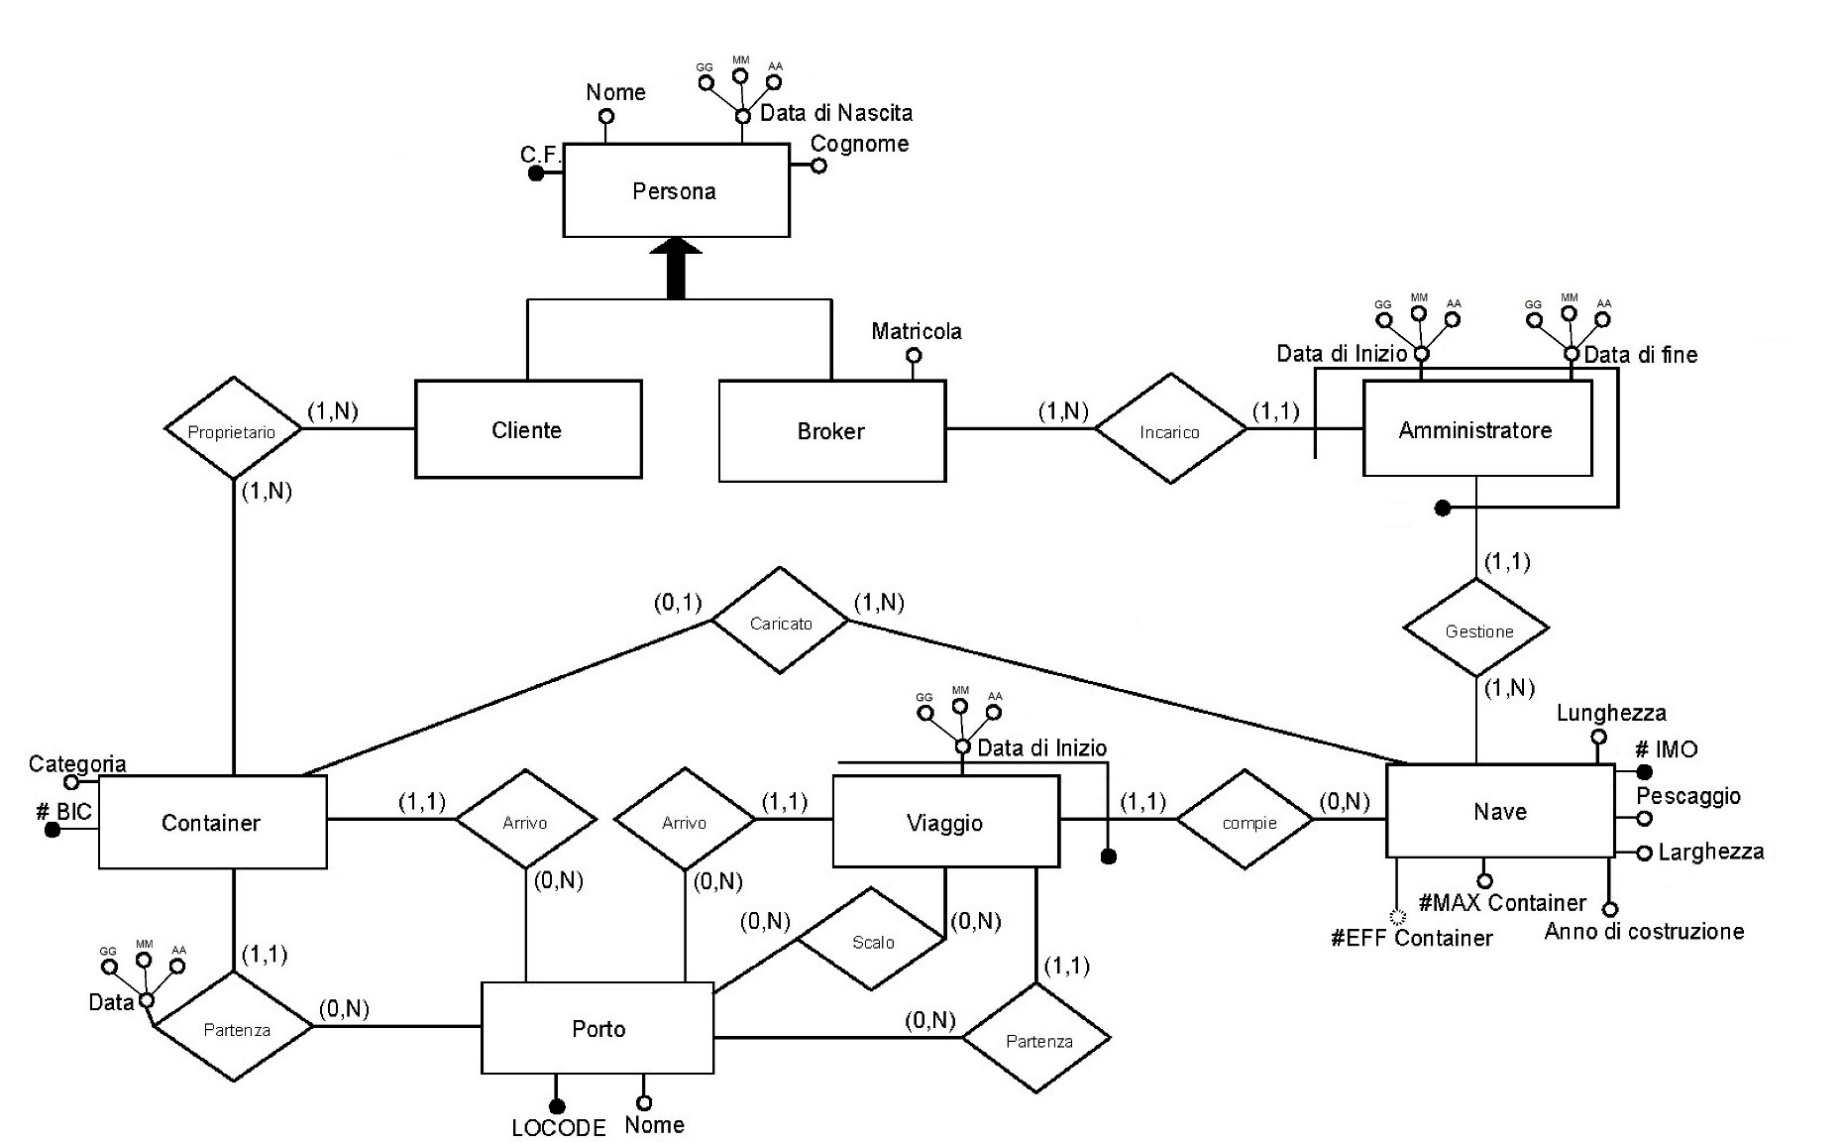 GG MM AA
Nome
Data di Nascita
Cognome
C.F.
Persona
Matricola
GG MM AA
GG MM AA
Data di Inizio
Data di fine
Proprietario
(1,N)
Cliente
Broker
(1,N)
Incarico
(1,1)
Amministratore
(1,N)
(1,1)
(0,1)
Caricato
(1,N)
Gestione
(1,N)
GG MM AA
Data di Inizio
Lunghezza
# IMO
Categoria
# BIC
Container
(1,1)
Arrivo
Arrivo
(1,1)
Viaggio
(1,1)
compie
(0,N)
Nave
Pescaggio
Larghezza
(0,N)
(0,N)
#MAX Container
#EFF Container
Anno di costruzione
(0,N)
Scalo
(0,N)
GG MM AA
Data
(1,1)
Partenza
(0,N)
Porto
(0,N)
(1,1)
Partenza
LOCODE
Nome